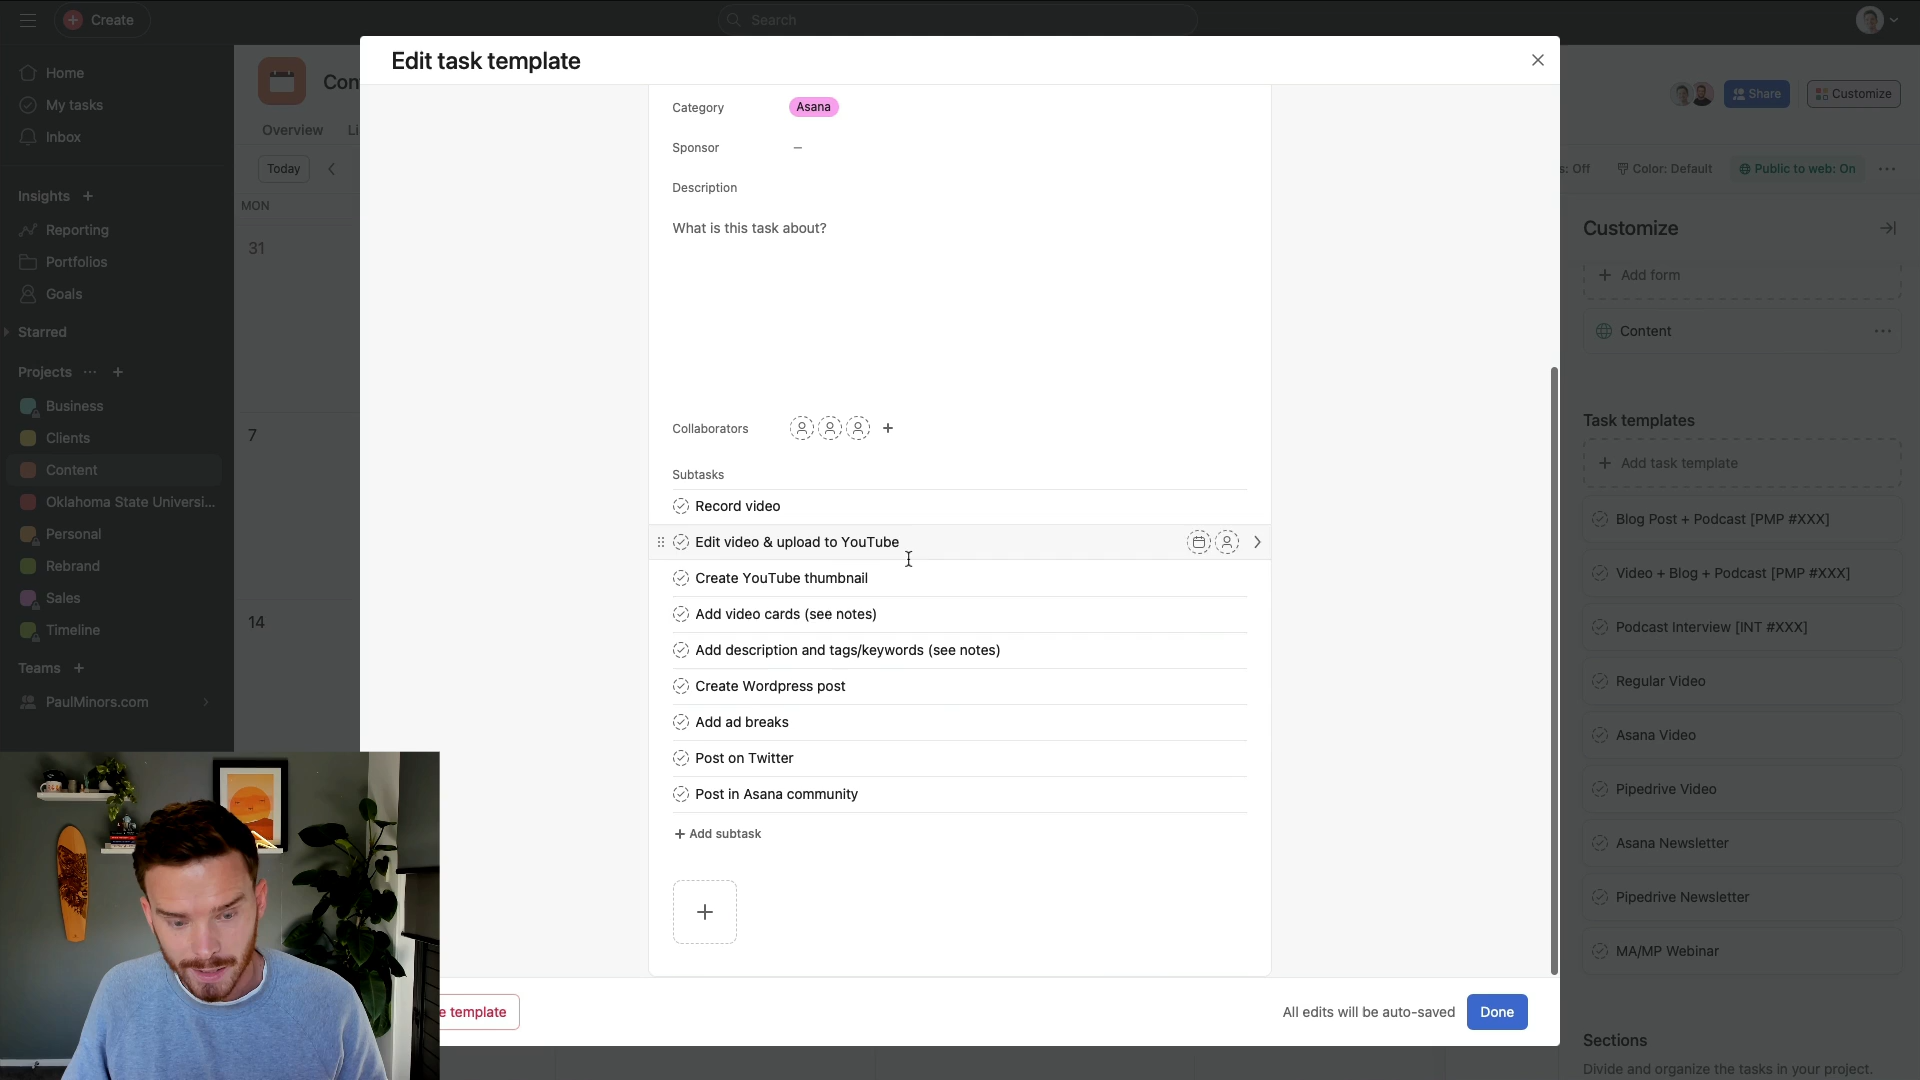 Create
Search
Edit task template
Home
My tasks
Inbox
Insights
Reporting
Portfolios
Goals
Starred
Projects
Business
Clients
Content
Oklahoma State Universi...
Personal
Rebrand
Sales
Timeline
Teams
PaulMinors.com
Con
Overview
Li
Today
MON
31
7
14
Category
Asana
Sponsor
–
Description
What is this task about?
Collaborators
Subtasks
Record video
Edit video & upload to YouTube
Create YouTube thumbnail
Add video cards (see notes)
Add description and tags/keywords (see notes)
Create Wordpress post
Add ad breaks
Post on Twitter
Post in Asana community
+ Add subtask
e template
All edits will be auto-saved
Done
Share
Customize
s: Off
Color: Default
Public to web: On
Customize
Add form
Content
Task templates
Add task template
Blog Post + Podcast [PMP #XXX]
Video + Blog + Podcast [PMP #XXX]
Podcast Interview [INT #XXX]
Regular Video
Asana Video
Pipedrive Video
Asana Newsletter
Pipedrive Newsletter
MA/MP Webinar
Sections
Divide and organize the tasks in your project.